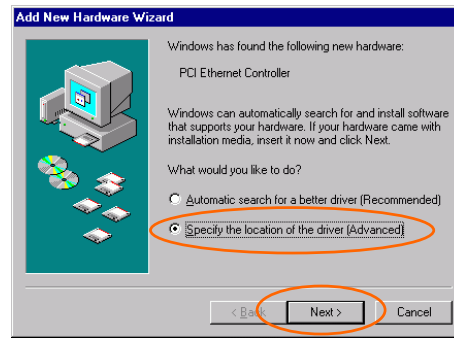 Add New Hardware Wizard
Windows has found the following new hardware:
PCI Ethernet Controller
Windows can automatically search for and install software
that supports your hardware. If your hardware came with
installation media, insert it now and click Next.
What would you like to do?
Automatic search for a better driver (Recommended)
Specify the location of the driver (Advanced)
< Back Next > Cancel